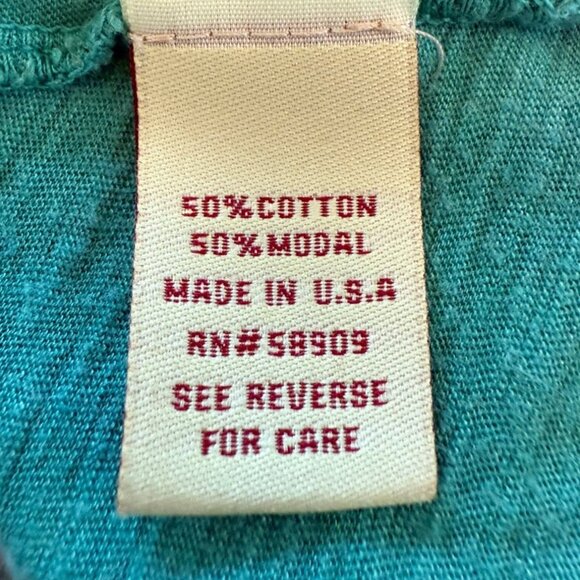 50% COTTON
50% MODAL
MADE IN U.S.A
RN# 58909
SEE REVERSE
FOR CARE